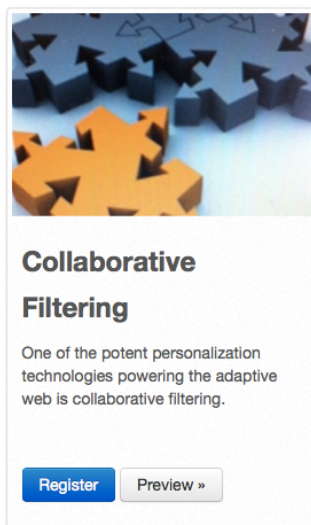 Collaborative
Filtering
One of the potent personalization
technologies powering the adaptive
web is collaborative filtering.
Register
Preview »